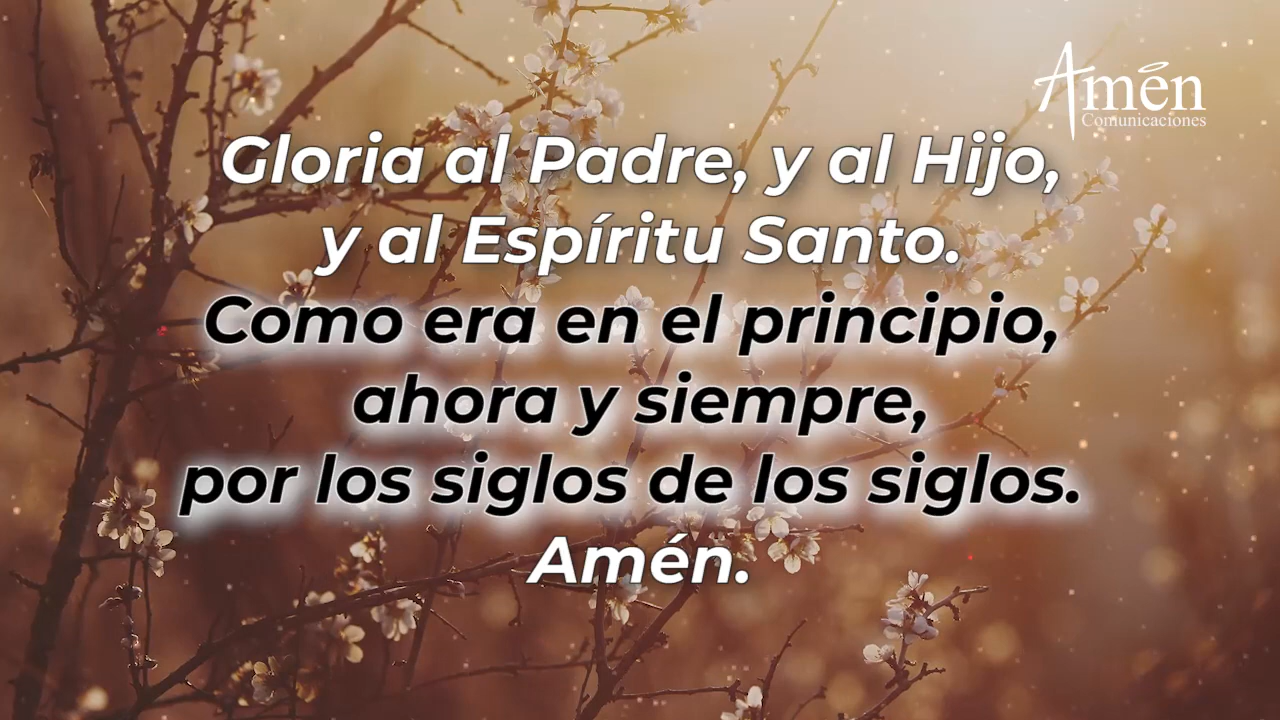 Amén
Comunicaciones
Gloria al Padre, y al Hijo,
y al Espíritu Santo.
Como era en el principio,
ahora y siempre,
por los siglos de los siglos.
Amén.